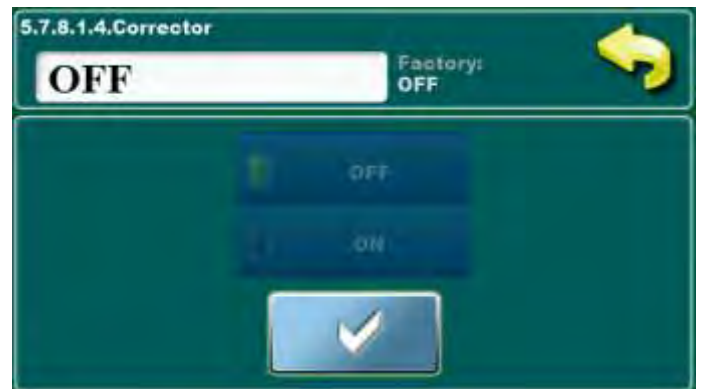 5.7.8.1.4.Corrector
OFF
Factory:
OFF
OFF
ON